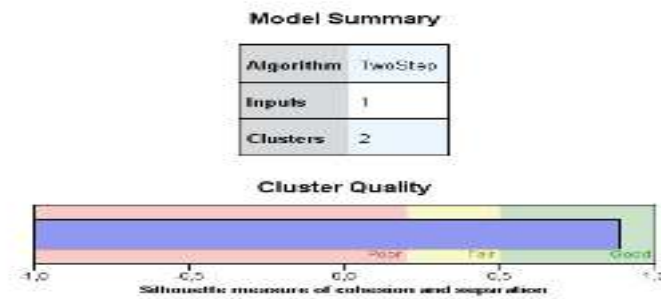 Model Summary
Algorithm TwoStep
Inputs 1
Clusters 2
Cluster Quality
Poor Fair Good
-1,0 -0,5 0,0 0,5 1,0
Silhouette measure of cohesion and separation